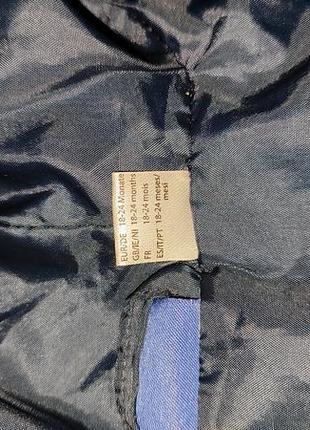 EUR/DE 18-24 Monate
GB/IE/NI 18-24 months
FR 18-24 mois
ES/IT/PT 18-24 meses/
mesi